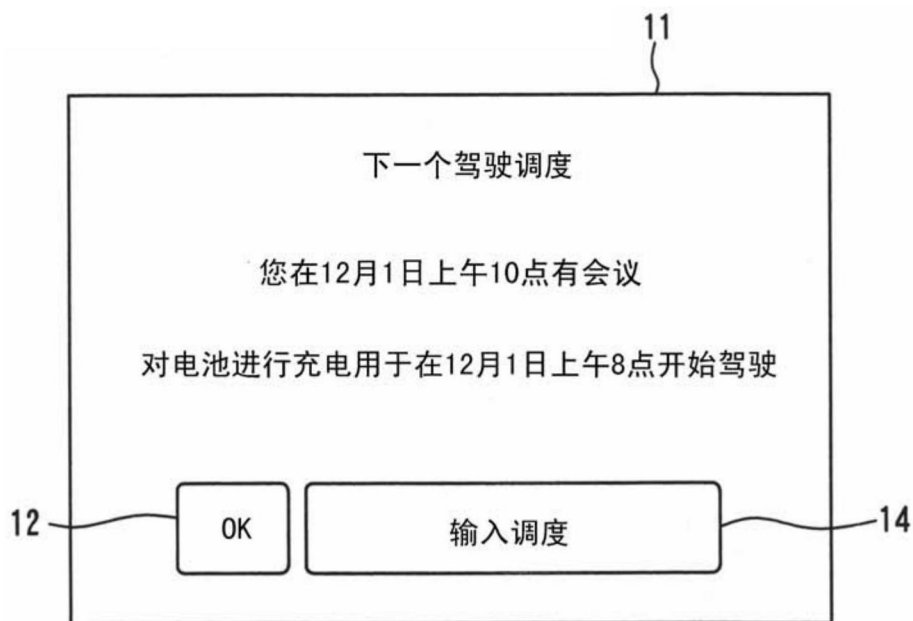 11
下一个驾驶调度
您在12月1日上午10点有会议
对电池进行充电用于在12月1日上午8点开始驾驶
12 OK 输入调度 14